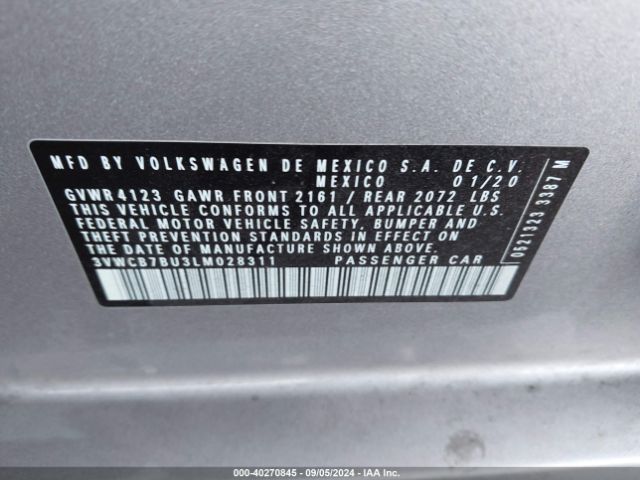 MFD BY VOLKSWAGEN DE MEXICO S.A. DE C.V.
MEXICO 01/20
GVWR 4123 GAWR FRONT 2161 / REAR 2072 LBS
THIS VEHICLE CONFORMS TO ALL APPLICABLE U.S.
FEDERAL MOTOR VEHICLE SAFETY, BUMPER, AND
THEFT PREVENTION STANDARDS IN EFFECT ON
THE DATE OF MANUFACTURE SHOWN ABOVE.
3VWCB7BU3LM028311 PASSENGER CAR
0521323 3387 M
000-40270845 - 09/05/2024 - IAA Inc.